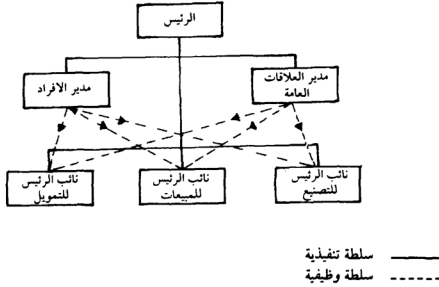 الرئيس
مدير العلاقات
العامة
مدير الافراد
نائب الرئيس
للتصنيع
نائب الرئيس
للمبيعات
نائب الرئيس
للتمويل
سلطة تنفيذية
سلطة وظيفية